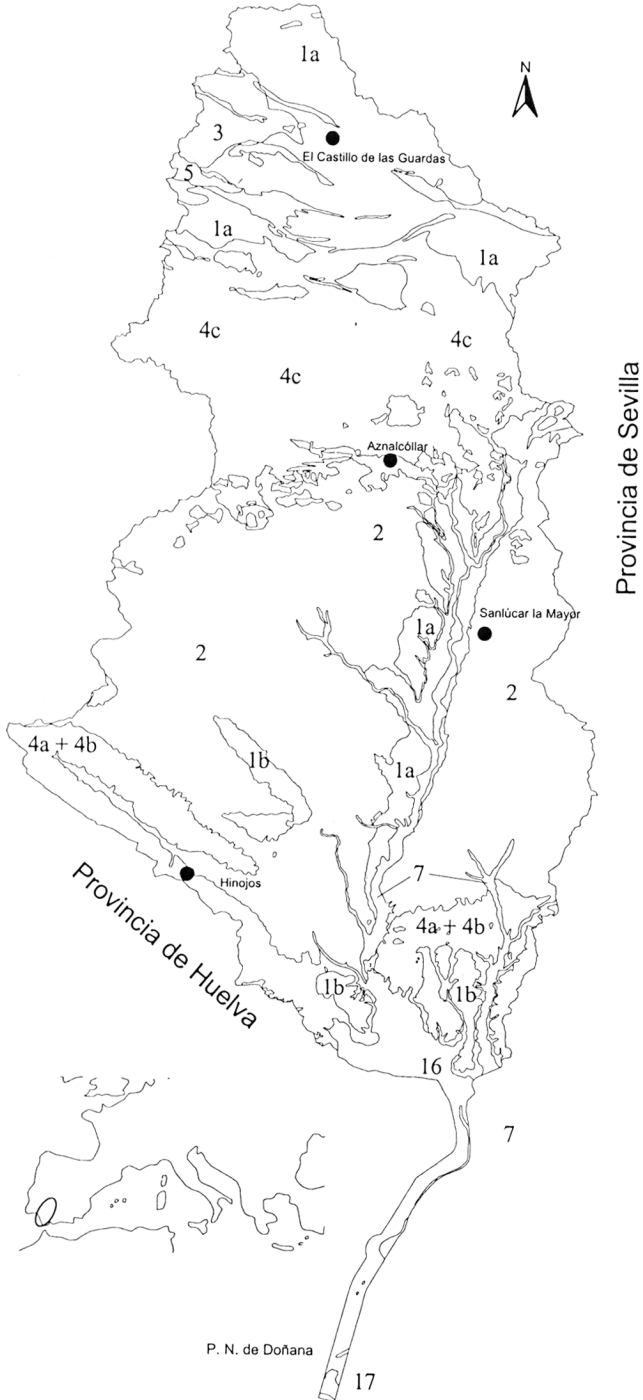 1a
N
3
El Castillo de las Guardas
5
1a
1a
4c
4c
4c
Provincia de Sevilla
Aznalcóllar
2
Sanlúcar la Mayor
1a
2
2
4a + 4b
1b
1a
7
Hinojos
Provincia de Huelva
4a + 4b
1b
1b
16
7
P. N. de Doñana
17